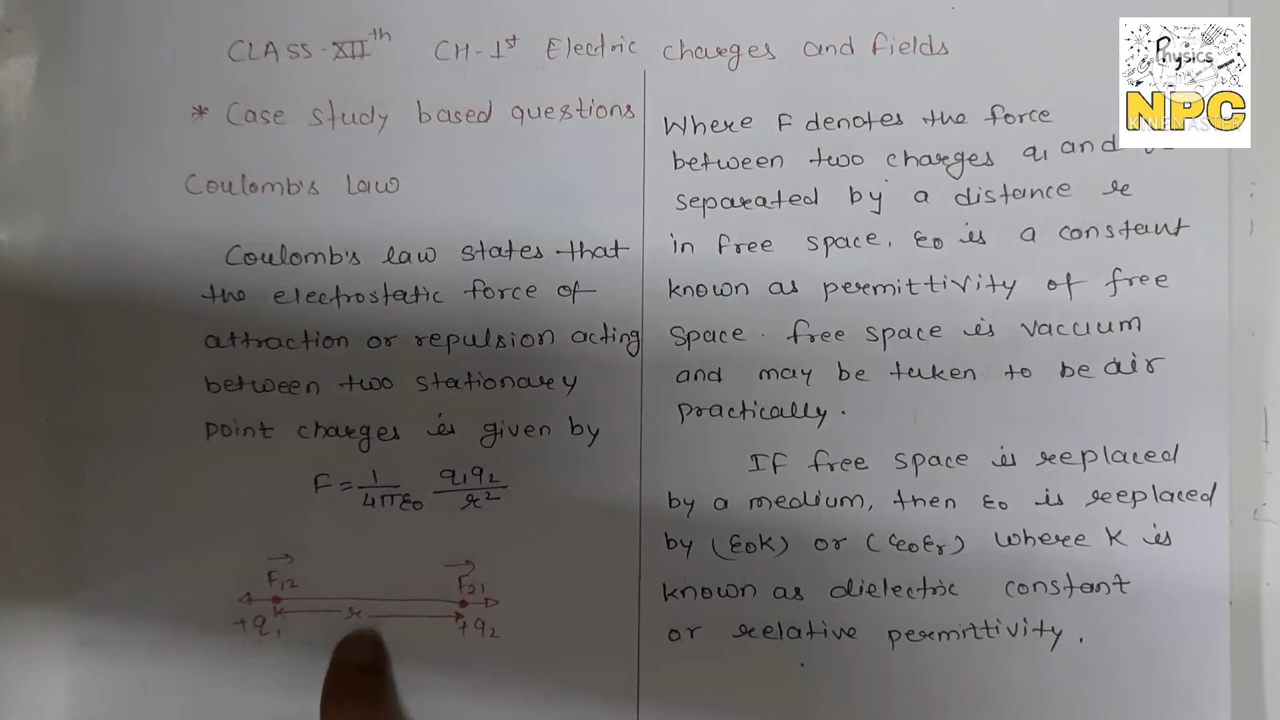 CLASS-XIIth CH-1st Electric charges and fields
* Case study based questions
Coulomb's Law
Coulomb's law states that
the electrostatic force of
attraction or repulsion acting
between two stationary
point charges is given by
F = 1/4πε0 q1q2/r2
F12 F21
r
+q1 +q2
Where F denotes the force
between two charges q1 and
separated by a distance r
in free space, ε0 is a constant
known as permittivity of free
space. free space is vacuum
and may be taken to be air
practically.
If free space is replaced
by a medium, then ε0 is replaced
by (ε0K) or (ε0εr) where K is
known as dielectric constant
or relative permittivity.
Physics
NPC
KINEMASTER